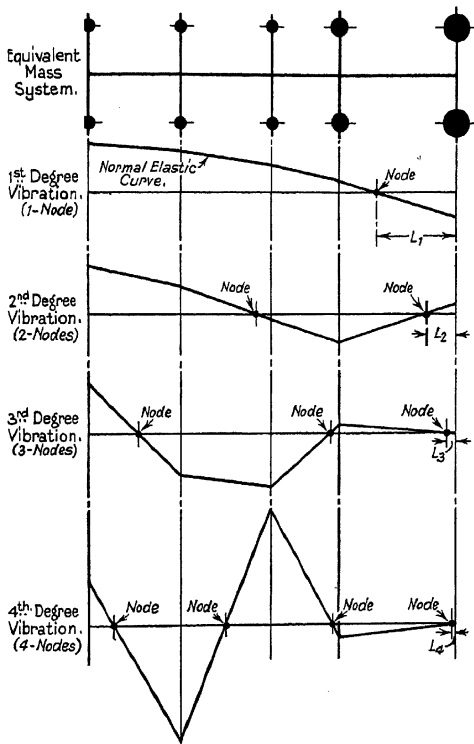 Equivalent
Mass
System.
Normal Elastic
Curve.
Node
1st Degree
Vibration.
(1-Node)
L1
Node
Node
2nd Degree
Vibration.
(2-Nodes)
L2
Node
Node
Node
3rd Degree
Vibration.
(3-Nodes)
L3
Node
Node
Node
Node
4th Degree
Vibration.
(4-Nodes)
L4